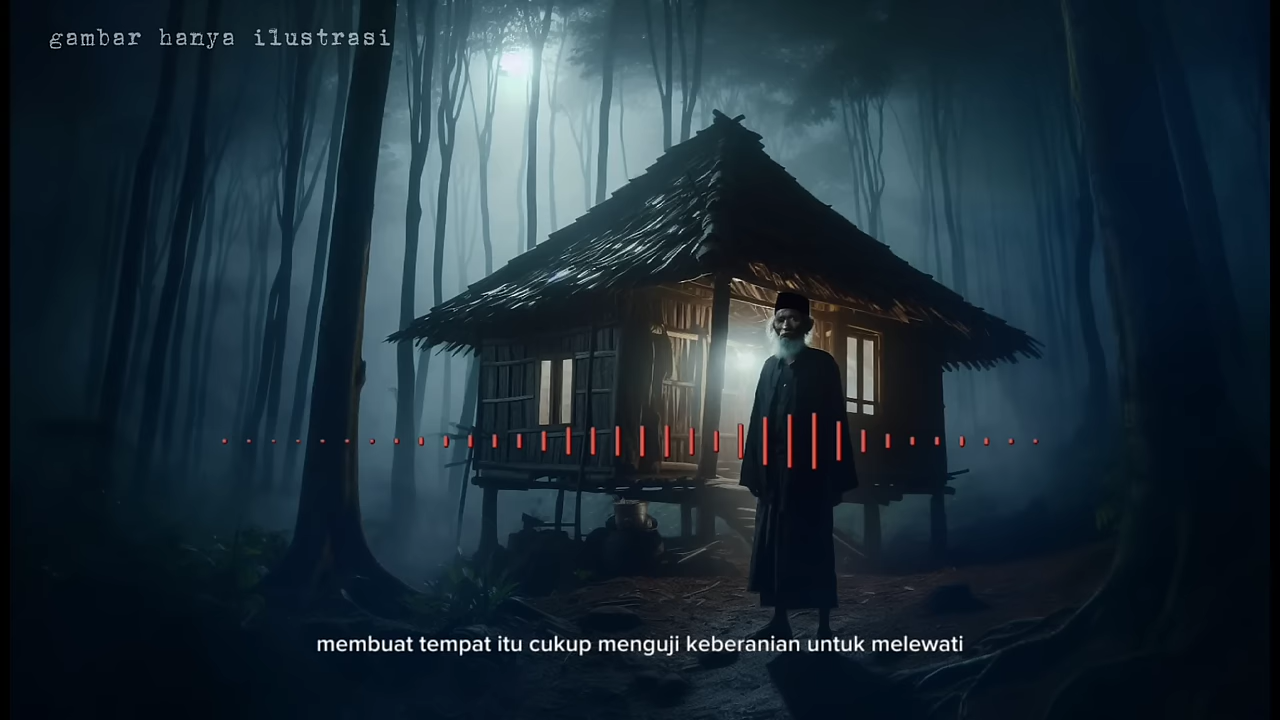 gambar hanya ilustrasi
membuat tempat itu cukup menguji keberanian untuk melewati